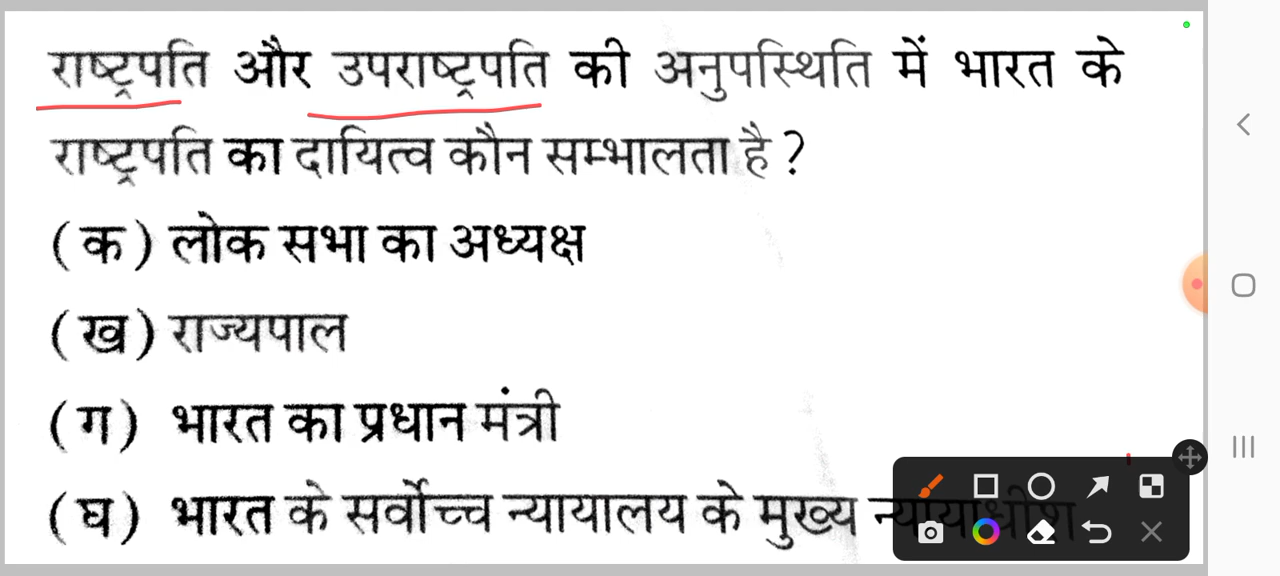 राष्ट्रपति और उपराष्ट्रपति की अनुपस्थिति में भारत के
राष्ट्रपति का दायित्व कौन सम्भालता है ?
(क) लोक सभा का अध्यक्ष
(ख) राज्यपाल
(ग) भारत का प्रधान मंत्री
(घ) भारत के सर्वोच्च न्यायालय के मुख्य न्यायाधीश